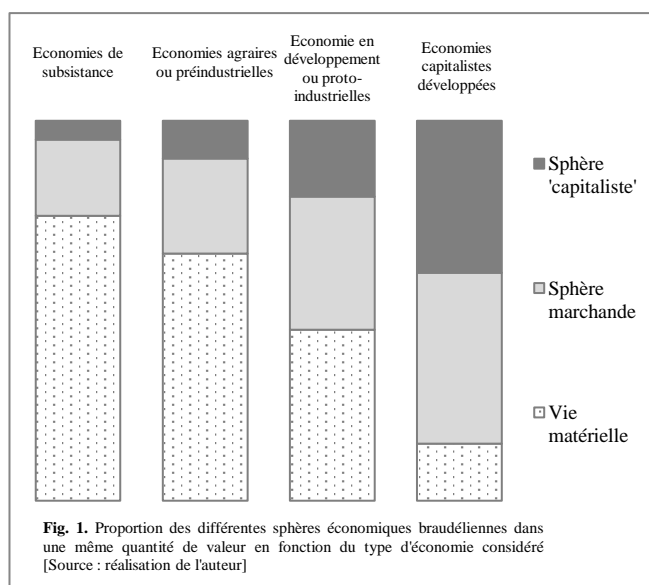 Economies de
subsistance
Economies agraires
ou préindustrielles
Economie en
développement
ou proto-
industrielles
Economies
capitalistes
développées
Sphère
'capitaliste'
Sphère
marchande
Vie
matérielle
Fig. 1. Proportion des différentes sphères économiques braudéliennes dans
une même quantité de valeur en fonction du type d'économie considéré
[Source : réalisation de l'auteur]